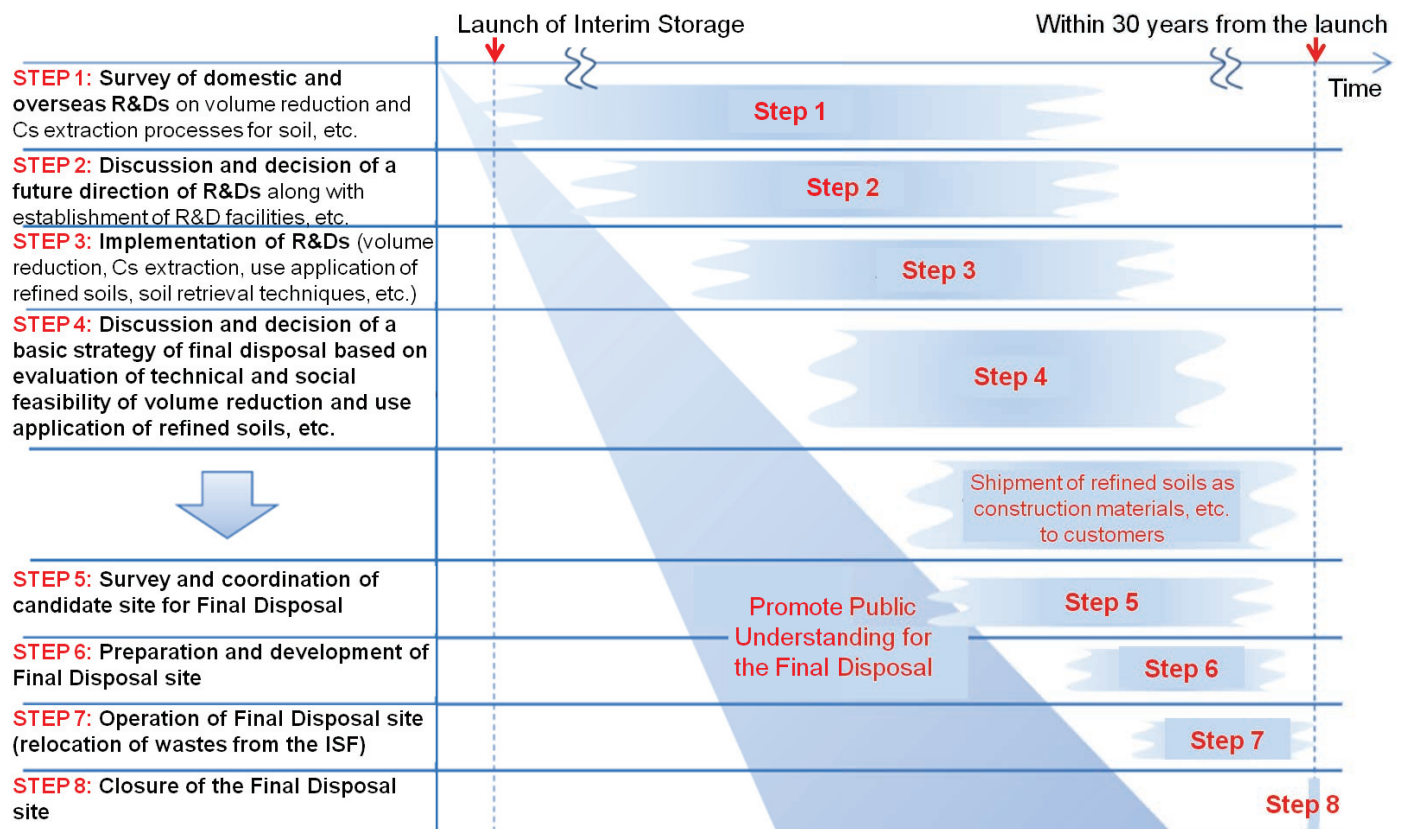 Launch of Interim Storage
Within 30 years from the launch
Time
STEP 1: Survey of domestic and
overseas R&Ds on volume reduction and
Cs extraction processes for soil, etc.
Step 1
STEP 2: Discussion and decision of a
future direction of R&Ds along with
establishment of R&D facilities, etc.
Step 2
STEP 3: Implementation of R&Ds (volume
reduction, Cs extraction, use application of
refined soils, soil retrieval techniques, etc.)
Step 3
STEP 4: Discussion and decision of a
basic strategy of final disposal based on
evaluation of technical and social
feasibility of volume reduction and use
application of refined soils, etc.
Step 4
Shipment of refined soils as
construction materials, etc.
to customers
STEP 5: Survey and coordination of
candidate site for Final Disposal
Step 5
Promote Public
Understanding for
the Final Disposal
STEP 6: Preparation and development of
Final Disposal site
Step 6
STEP 7: Operation of Final Disposal site
(relocation of wastes from the ISF)
Step 7
STEP 8: Closure of the Final Disposal
site
Step 8